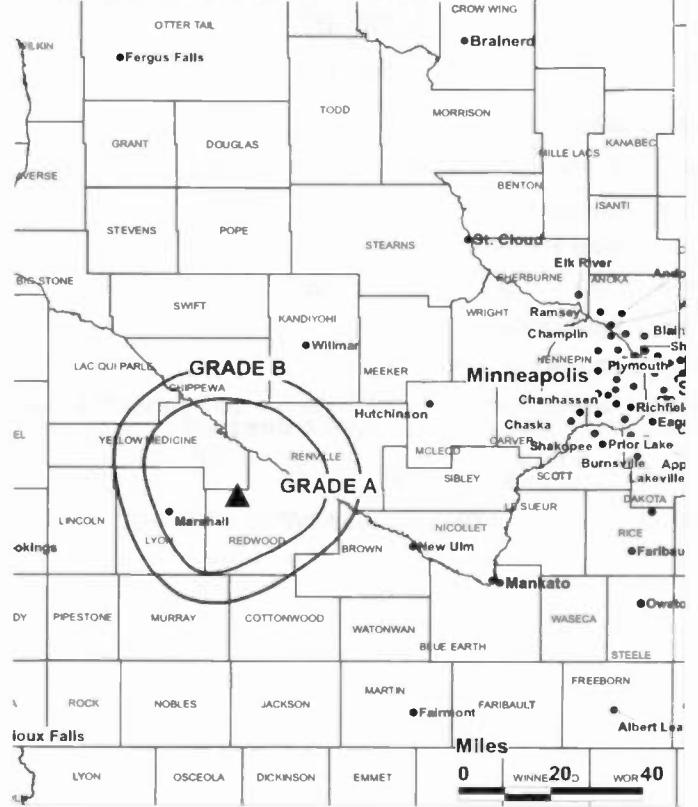 CROW WING
OTTER TAIL
Brainerd
Fergus Falls
TODD
MORRISON
GRANT
DOUGLAS
MILLE LACS
KANABEC
BENTON
ISANTI
STEVENS
POPE
STEARNS
St. Cloud
Elk River
BIG STONE
SHERBURNE
ANOKA
SWIFT
KANDIYOHI
WRIGHT
Ramsey
Champlin
Willmar
LAC QUI PARLE
GRADE B
MEEKER
HENNEPIN
Plymouth
CHIPPEWA
Minneapolis
Hutchinson
Chanhassen
Chaska
YELLOW MEDICINE
RENVILLE
MCLEOD
CARVER
Shakopee
Prior Lake
GRADE A
SIBLEY
SCOTT
Burnsville
Lakeville
LINCOLN
Marshall
LYON
REDWOOD
BROWN
NICOLLET
LE SUEUR
DAKOTA
RICE
New Ulm
Mankato
PIPESTONE
MURRAY
COTTONWOOD
WATONWAN
BLUE EARTH
WASECA
STEELE
ROCK
NOBLES
JACKSON
MARTIN
Fairmont
FARIBAULT
FREEBORN
Albert Lea
ioux Falls
LYON
OSCEOLA
DICKINSON
EMMET
Miles
0 20 40